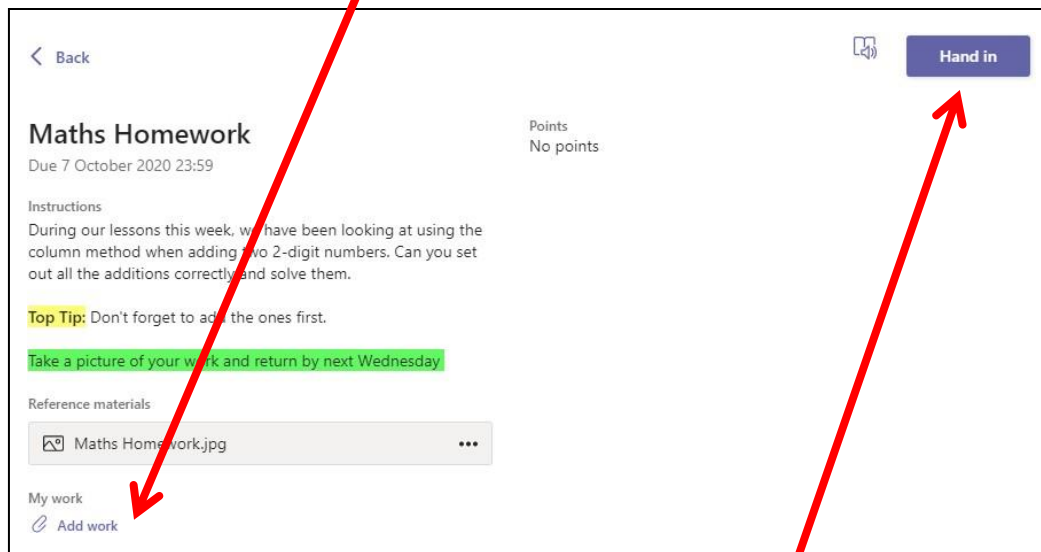 Back
Hand in
Maths Homework
Due 7 October 2020 23:59
Points
No points
Instructions
During our lessons this week, we have been looking at using the
column method when adding two 2-digit numbers. Can you set
out all the additions correctly and solve them.
Top Tip: Don't forget to add the ones first.
Take a picture of your work and return by next Wednesday
Reference materials
Maths Homework.jpg
My work
Add work